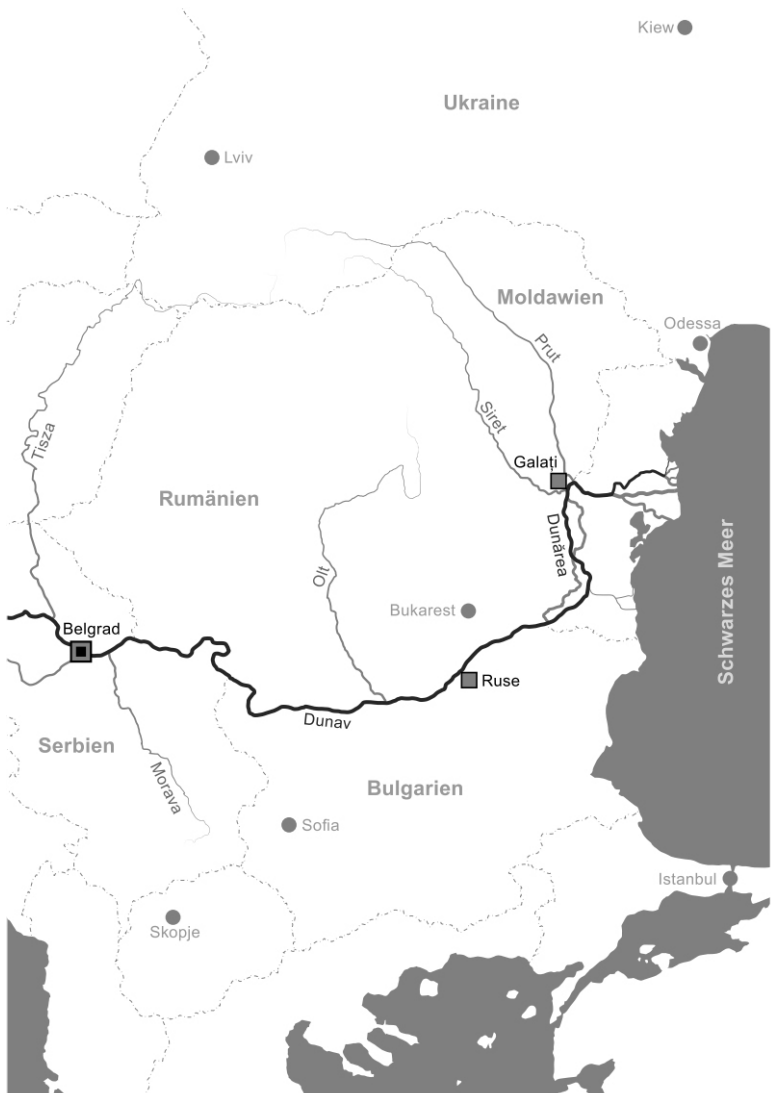 Kiew
Ukraine
Lviv
Moldawien
Odessa
Prut
Tisza
Siret
Galați
Rumänien
Dunărea
Olt
Schwarzes Meer
Bukarest
Belgrad
Ruse
Dunav
Serbien
Morava
Bulgarien
Sofia
Istanbul
Skopje